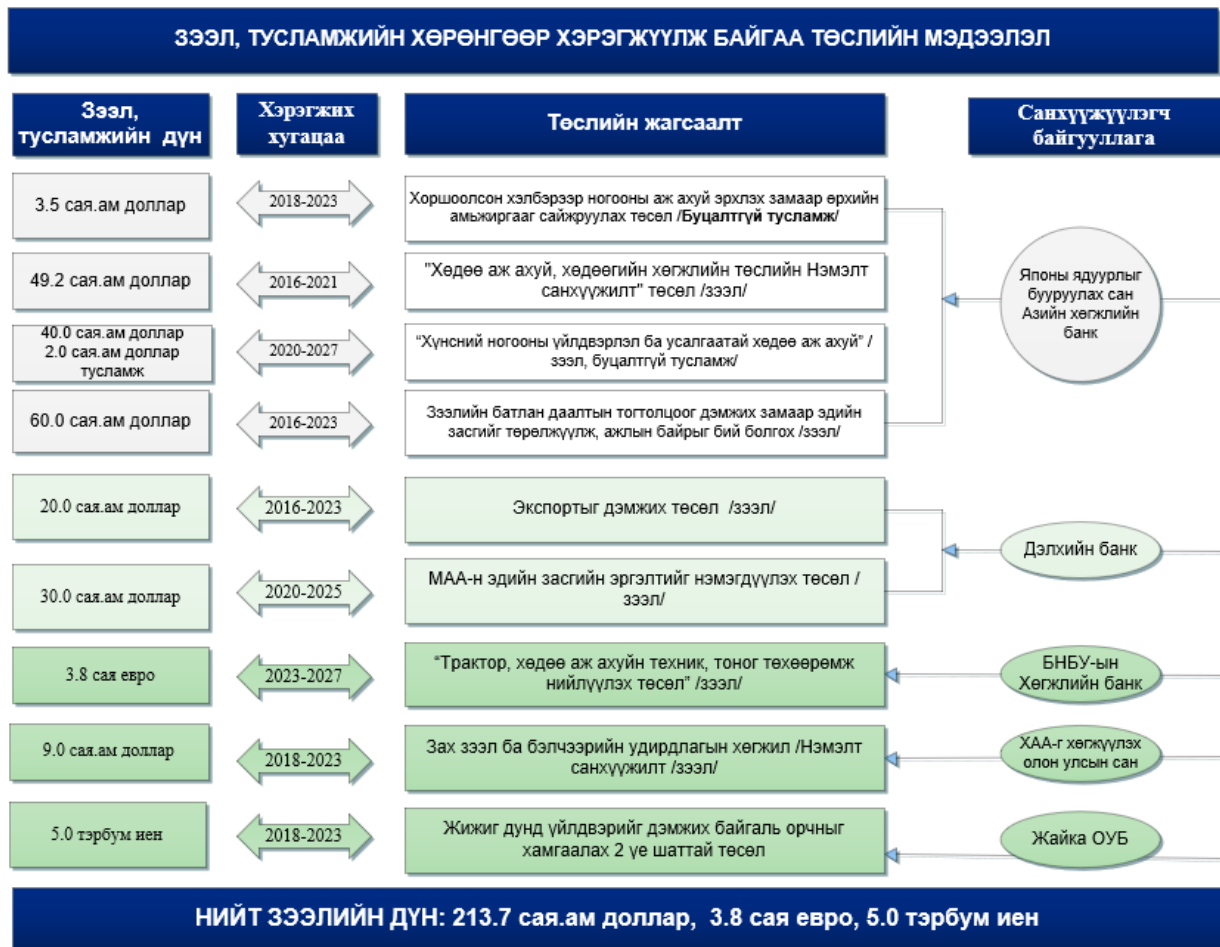 ЗЭЭЛ, ТУСЛАМЖИЙН ХӨРӨНГӨӨР ХЭРЭГЖҮҮЛЖ БАЙГАА ТӨСЛИЙН МЭДЭЭЛЭЛ
Зээл,
тусламжийн дүн
Хэрэгжих
хугацаа
Төслийн жагсаалт
Санхүүжүүлэгч
байгууллага
3.5 сая.ам доллар
2018-2023
Хоршоолсон хэлбэрээр ногооны аж ахуй эрхлэх замаар өрхийн
амьжиргааг сайжруулах төсөл /Буцалтгүй тусламж/
49.2 сая.ам доллар
2016-2021
"Хөдөө аж ахуй, хөдөөгийн хөгжлийн төслийн Нэмэлт
санхүүжилт" төсөл /зээл/
40.0 сая.ам доллар
2.0 сая.ам доллар
тусламж
2020-2027
“Хүнсний ногооны үйлдвэрлэл ба усалгаатай хөдөө аж ахуй” /
зээл, буцалтгүй тусламж/
60.0 сая.ам доллар
2016-2023
Зээлийн батлан даалтын тогтолцоог дэмжих замаар эдийн
засгийг төрөлжүүлж, ажлын байрыг бий болгох /зээл/
Японы ядуурлыг
бууруулах сан
Азийн хөгжлийн
банк
20.0 сая.ам доллар
2016-2023
Экспортыг дэмжих төсөл /зээл/
30.0 сая.ам доллар
2020-2025
МАА-н эдийн засгийн эргэлтийг нэмэгдүүлэх төсөл /
зээл/
Дэлхийн банк
3.8 сая евро
2023-2027
“Трактор, хөдөө аж ахуйн техник, тоног төхөөрөмж
нийлүүлэх төсөл” /зээл/
БНБУ-ын
Хөгжлийн банк
9.0 сая.ам доллар
2018-2023
Зах зээл ба бэлчээрийн удирдлагын хөгжил /Нэмэлт
санхүүжилт /зээл/
ХАА-г хөгжүүлэх
олон улсын сан
5.0 тэрбум иен
2018-2023
Жижиг дунд үйлдвэрийг дэмжих байгаль орчныг
хамгаалах 2 үе шаттай төсөл
Жайка ОУБ
НИЙТ ЗЭЭЛИЙН ДҮН: 213.7 сая.ам доллар, 3.8 сая евро, 5.0 тэрбум иен